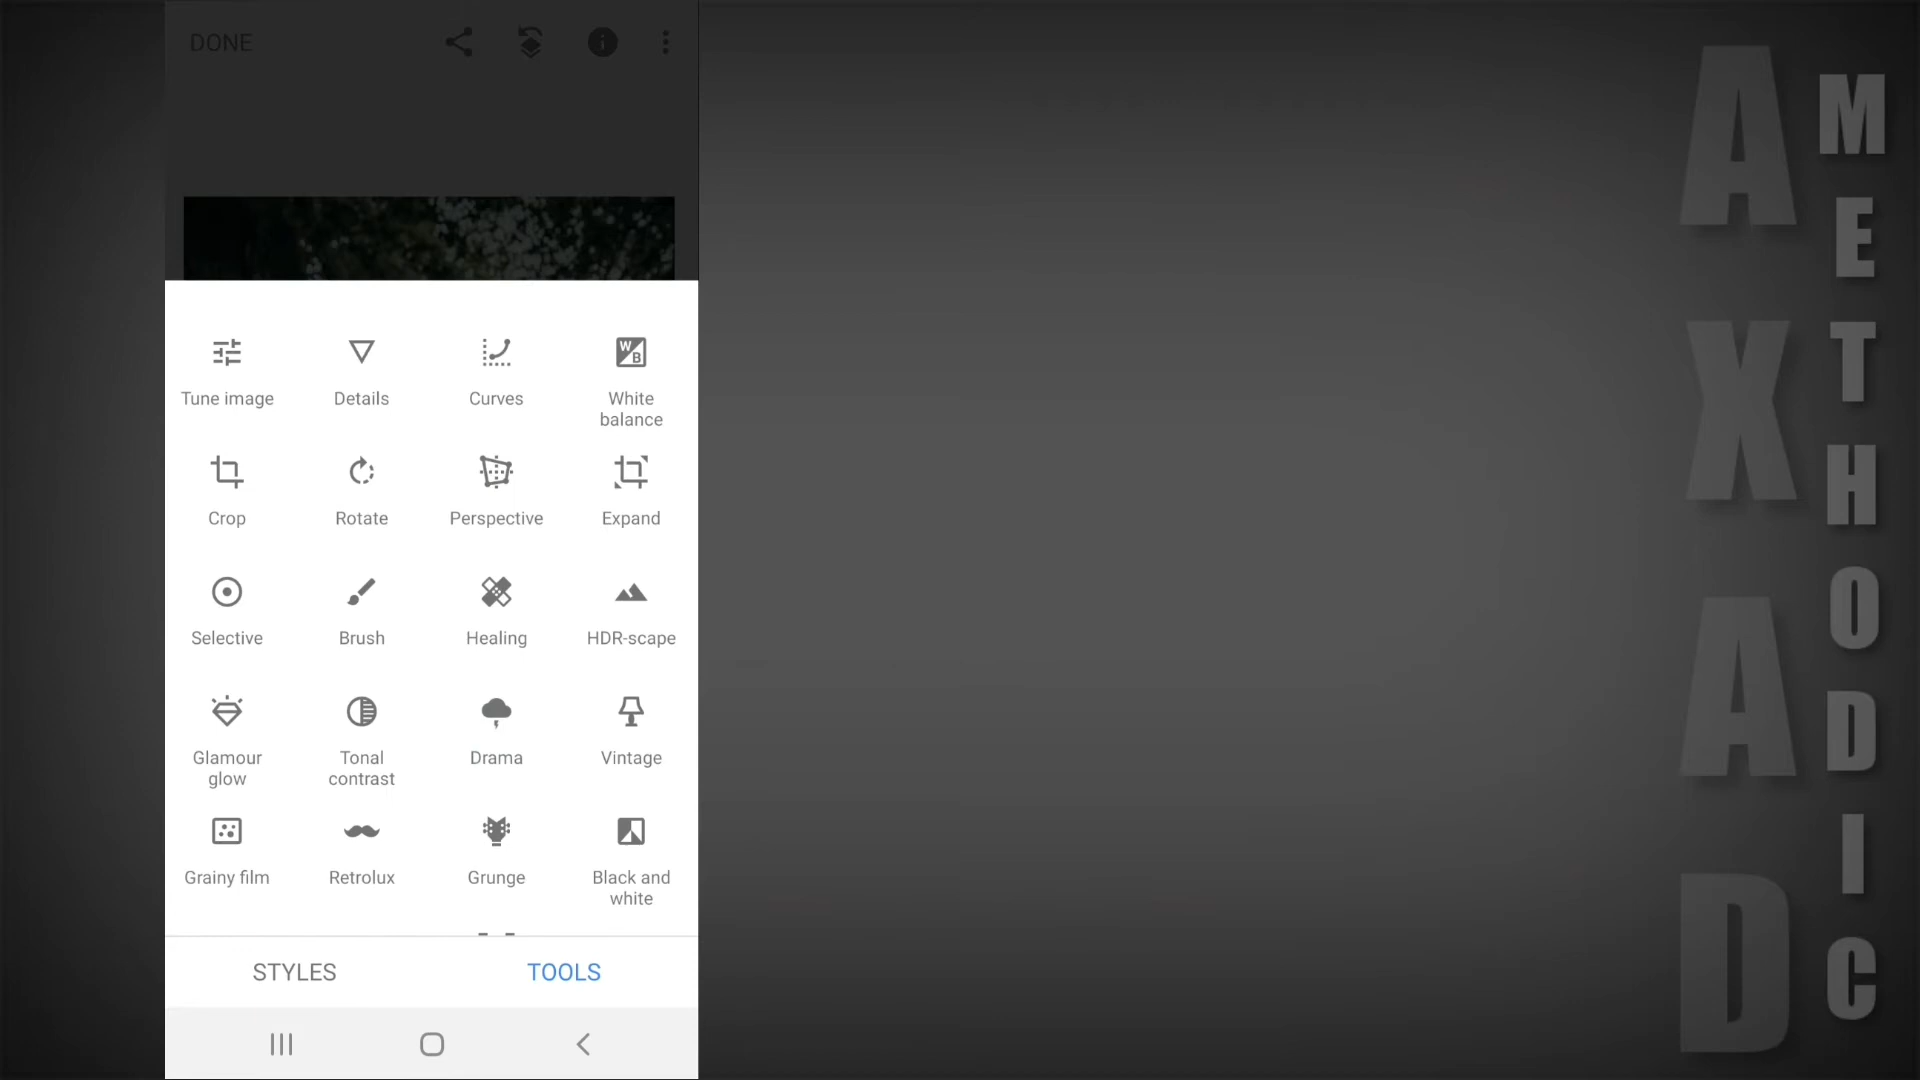 DONE
Tune image
Details
Curves
White
balance
Crop
Rotate
Perspective
Expand
Selective
Brush
Healing
HDR-scape
Glamour
glow
Tonal
contrast
Drama
Vintage
Grainy film
Retrolux
Grunge
Black and
white
STYLES
TOOLS
AXAD
METHODIC